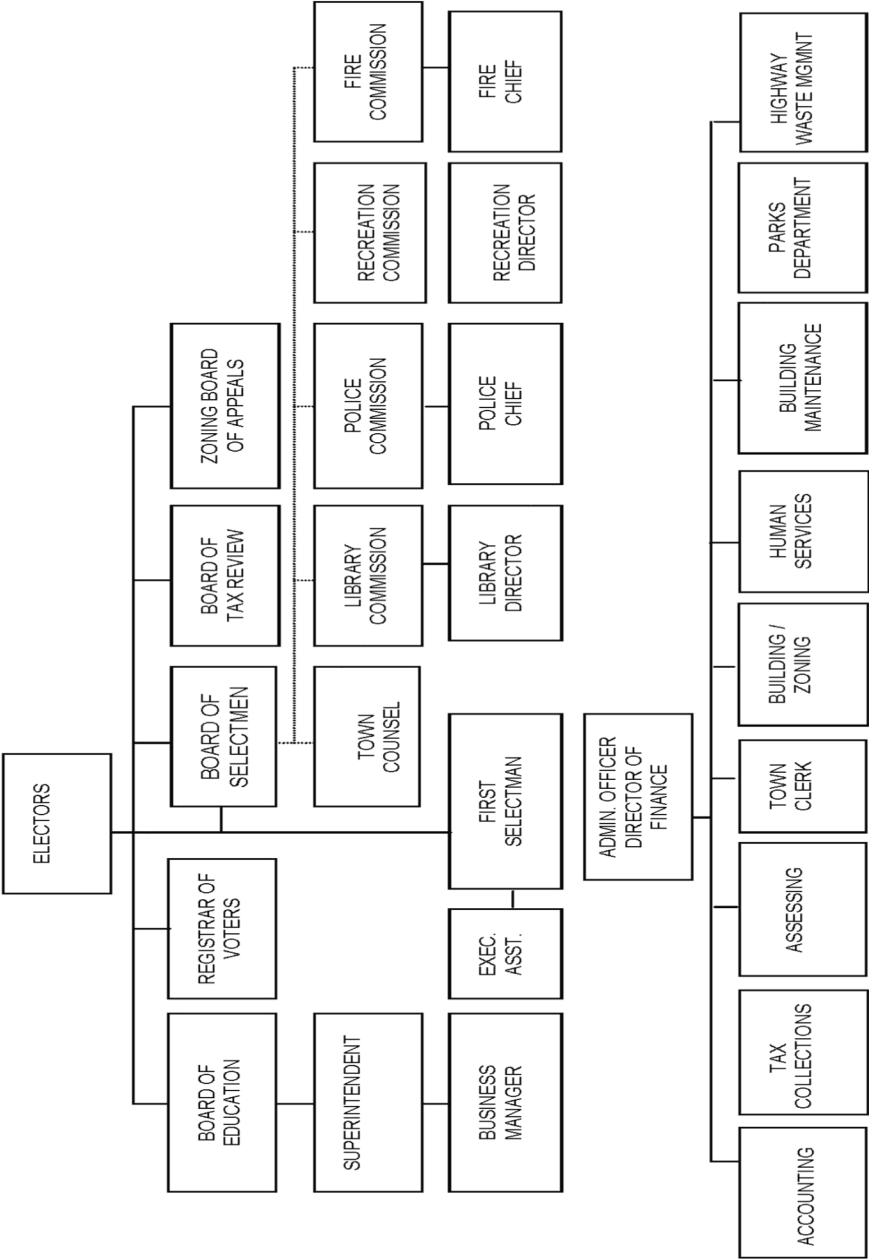 ELECTORS
BOARD OF
EDUCATION
REGISTRAR OF
VOTERS
BOARD OF
SELECTMEN
BOARD OF
TAX REVIEW
ZONING BOARD
OF APPEALS
SUPERINTENDENT
TOWN
COUNSEL
LIBRARY
COMMISSION
POLICE
COMMISSION
RECREATION
COMMISSION
FIRE
COMMISSION
BUSINESS
MANAGER
EXEC.
ASST.
FIRST
SELECTMAN
LIBRARY
DIRECTOR
POLICE
CHIEF
RECREATION
DIRECTOR
FIRE
CHIEF
ADMIN. OFFICER
DIRECTOR OF
FINANCE
ACCOUNTING
TAX
COLLECTIONS
ASSESSING
TOWN
CLERK
BUILDING /
ZONING
HUMAN
SERVICES
BUILDING
MAINTENANCE
PARKS
DEPARTMENT
HIGHWAY
WASTE MGMNT